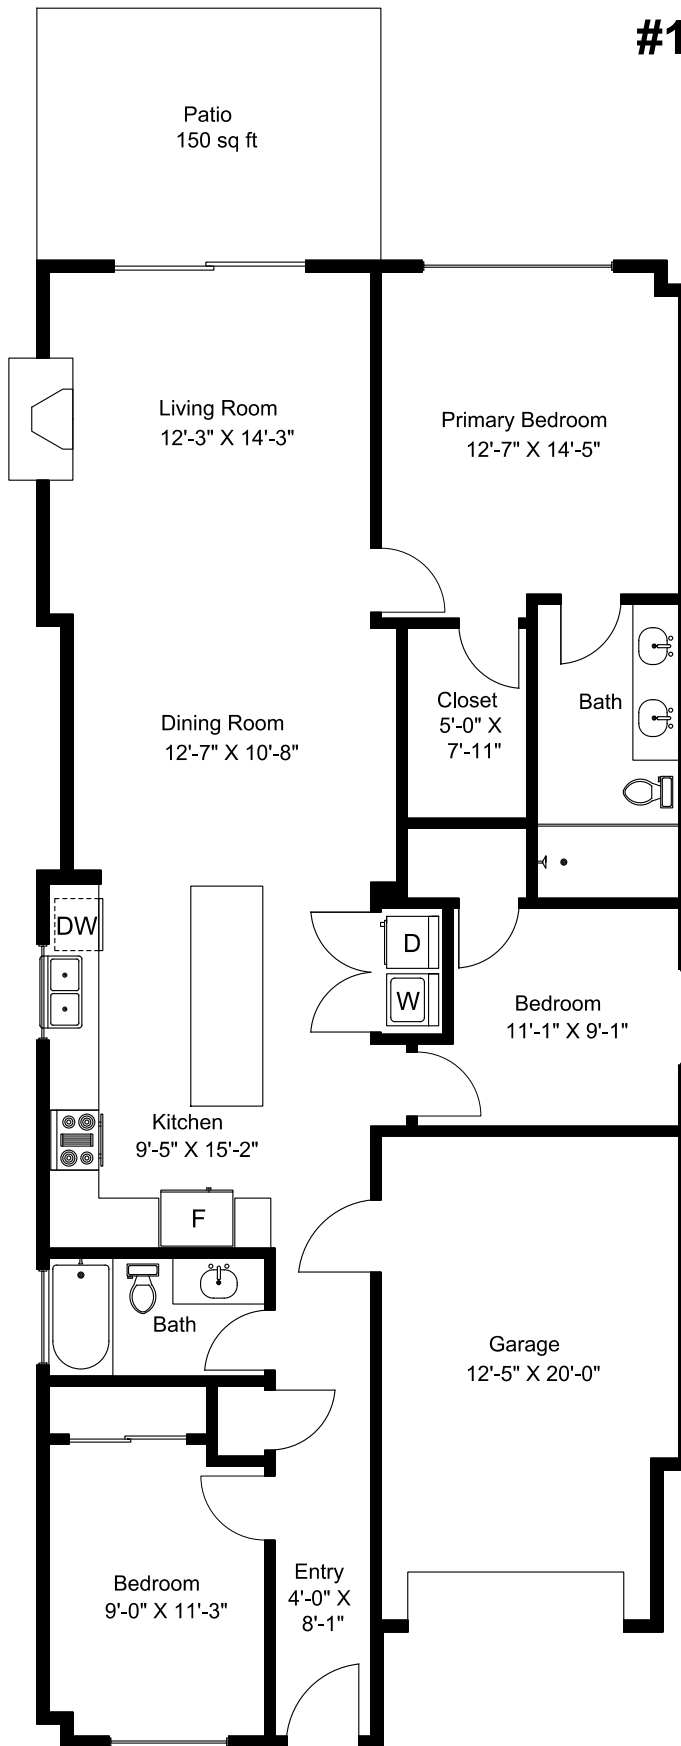 #1
Patio
150 sq ft
Living Room
12'-3" X 14'-3"
Primary Bedroom
12'-7" X 14'-5"
Dining Room
12'-7" X 10'-8"
Closet
5'-0" X
7'-11"
Bath
DW
D
W
Bedroom
11'-1" X 9'-1"
Kitchen
9'-5" X 15'-2"
F
Bath
Garage
12'-5" X 20'-0"
Bedroom
9'-0" X 11'-3"
Entry
4'-0" X
8'-1"